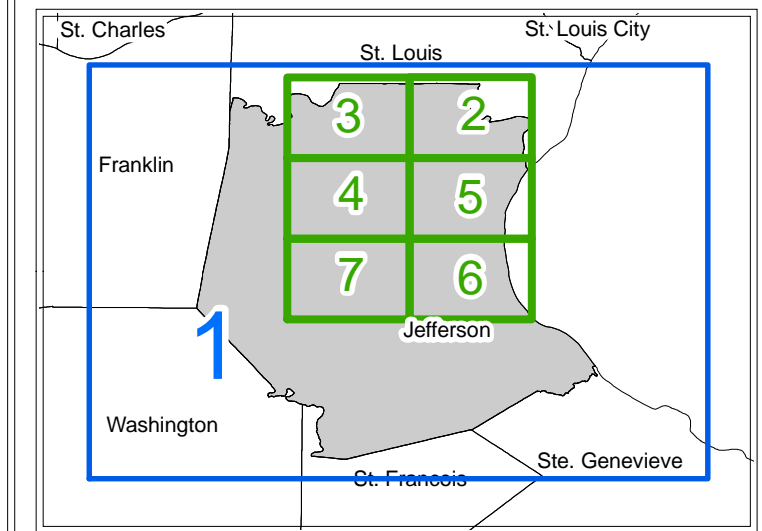 St. Charles
St. Louis City
St. Louis
3
2
Franklin
4
5
7
6
Jefferson
1
Washington
Ste. Genevieve
St. Francois